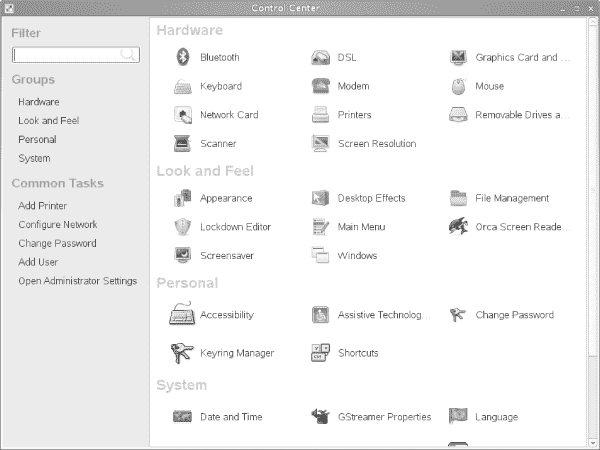 Control Center
Filter
Groups
Hardware
Look and Feel
Personal
System
Common Tasks
Add Printer
Configure Network
Change Password
Add User
Open Administrator Settings
Hardware
Bluetooth DSL Graphics Card and ...
Keyboard Modem Mouse
Network Card Printers Removable Drives a...
Scanner Screen Resolution
Look and Feel
Appearance Desktop Effects File Management
Lockdown Editor Main Menu Orca Screen Reade...
Screensaver Windows
Personal
Accessibility Assistive Technolog... Change Password
Keyring Manager Shortcuts
System
Date and Time GStreamer Properties Language